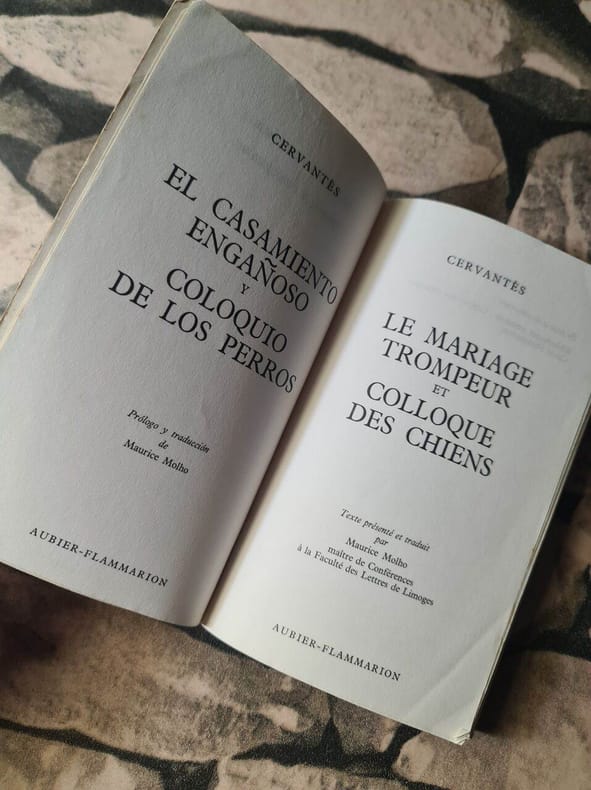 CERVANTÈS
EL CASAMIENTO
ENGAÑOSO
Y
COLOQUIO
DE LOS PERROS
Prólogo y traducción
de
Maurice Molho
AUBIER-FLAMMARION
CERVANTÈS
LE MARIAGE
TROMPEUR
ET
COLLOQUE
DES CHIENS
Texte présenté et traduit
par
Maurice Molho
maître de Conférences
à la Faculté des Lettres de Limoges
AUBIER-FLAMMARION